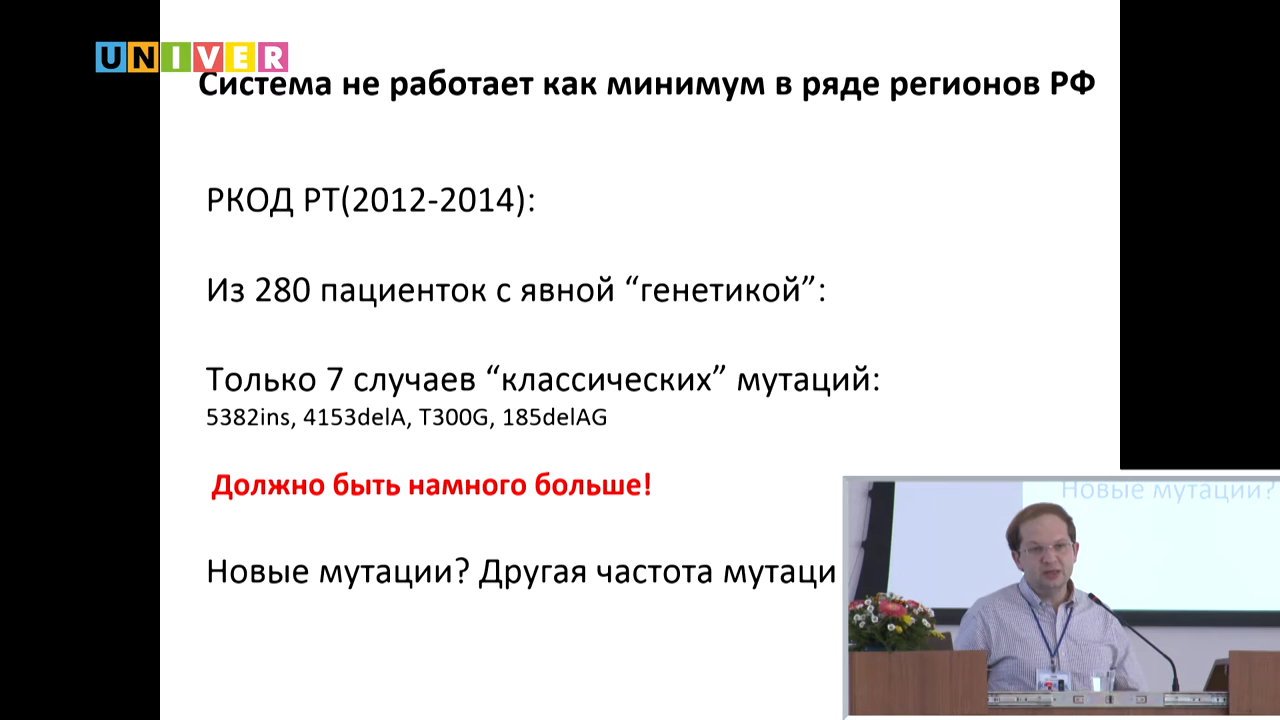 UNIVER
Система не работает как минимум в ряде регионов РФ
РКОД РТ(2012-2014):
Из 280 пациенток с явной “генетикой”:
Только 7 случаев “классических” мутаций:
5382ins, 4153delA, T300G, 185delAG
Должно быть намного больше!
Новые мутации? Другая частота мутаци
Новые мутации?